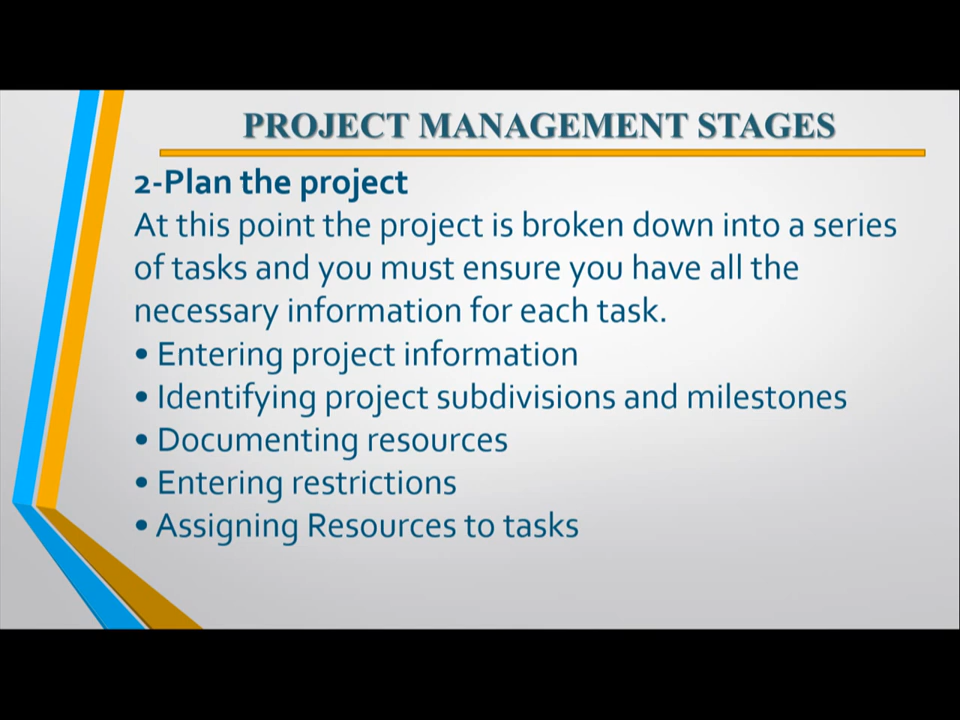 PROJECT MANAGEMENT STAGES
2-Plan the project
At this point the project is broken down into a series
of tasks and you must ensure you have all the
necessary information for each task.
• Entering project information
• Identifying project subdivisions and milestones
• Documenting resources
• Entering restrictions
• Assigning Resources to tasks